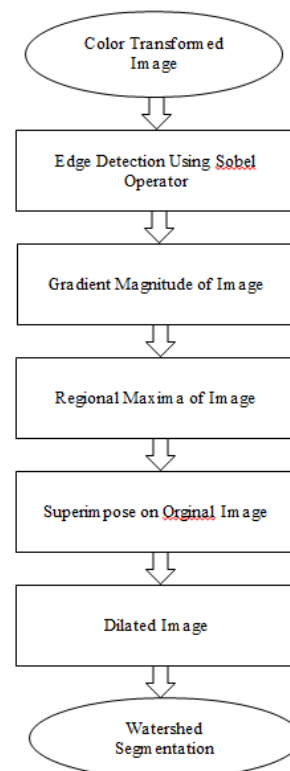 Color Transformed
Image
Edge Detection Using Sobel
Operator
Gradient Magnitude of Image
Regional Maxima of Image
Superimpose on Orginal Image
Dilated Image
Watershed
Segmentation